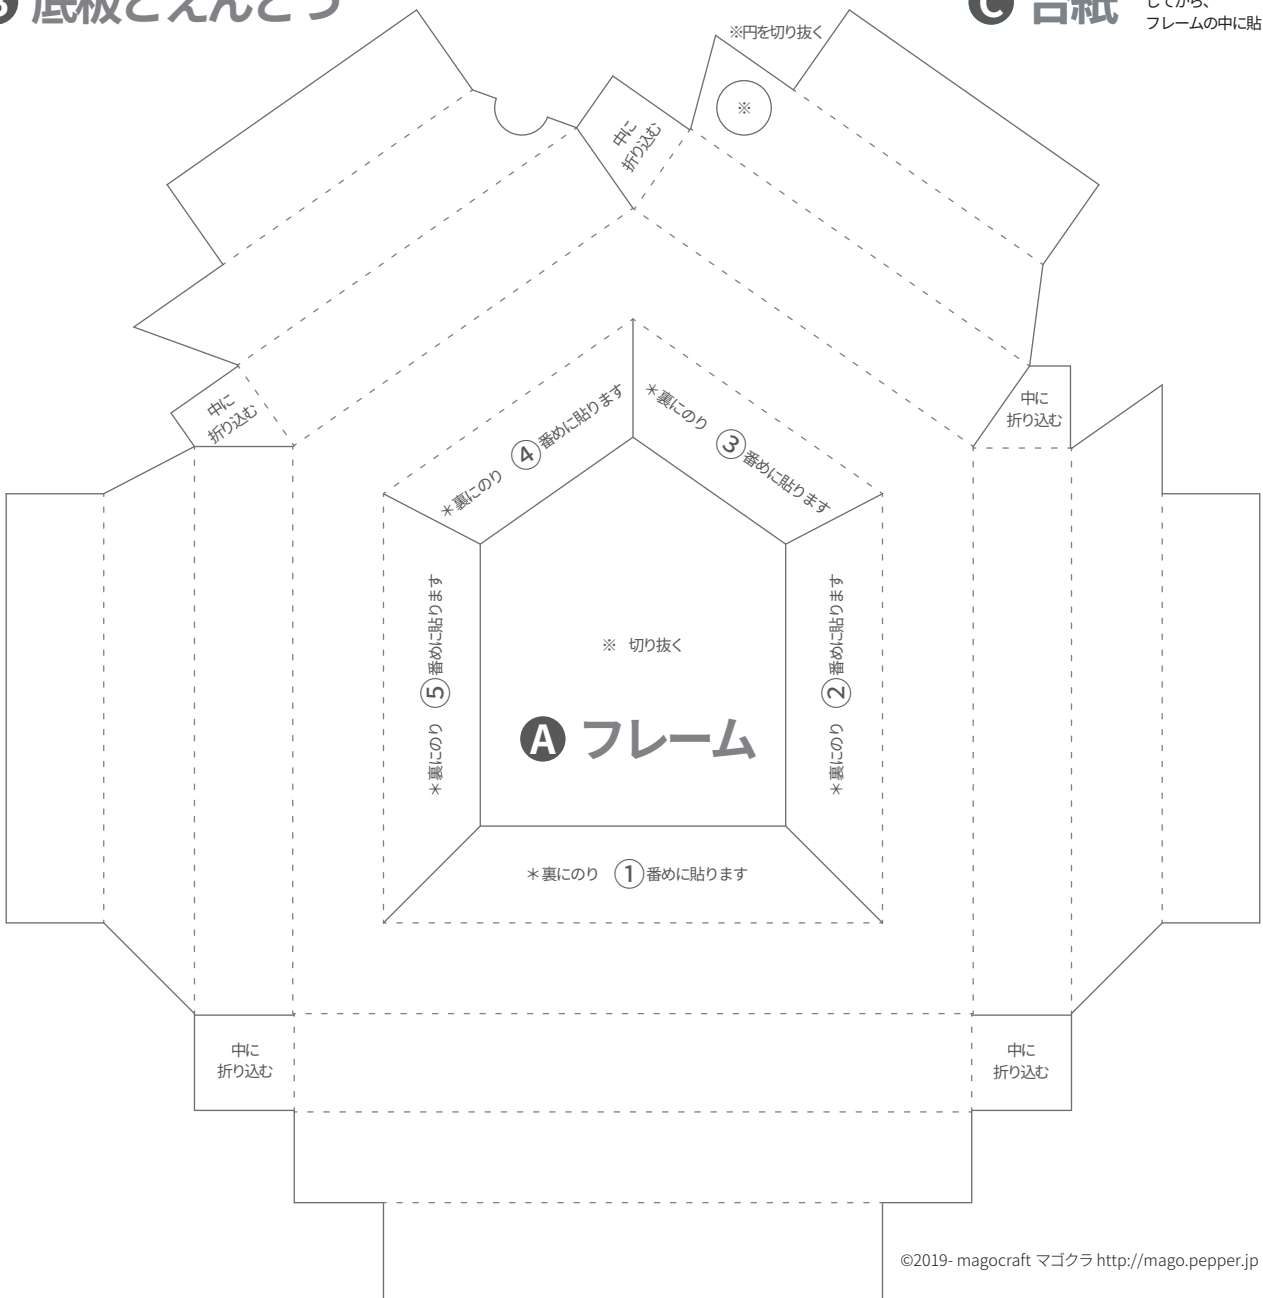 B 底板とえんとつ
C 台紙
してから、
フレームの中に貼
※円を切り抜く
※
中に
折り込む
中に
折り込む
中に
折り込む
＊裏にのり ④番めに貼ります
＊裏にのり ③番めに貼ります
＊裏にのり ⑤番めに貼ります
＊裏にのり ②番めに貼ります
※ 切り抜く
A フレーム
＊裏にのり ①番めに貼ります
中に
折り込む
中に
折り込む
©2019- magocraft マゴクラ http://mago.pepper.jp